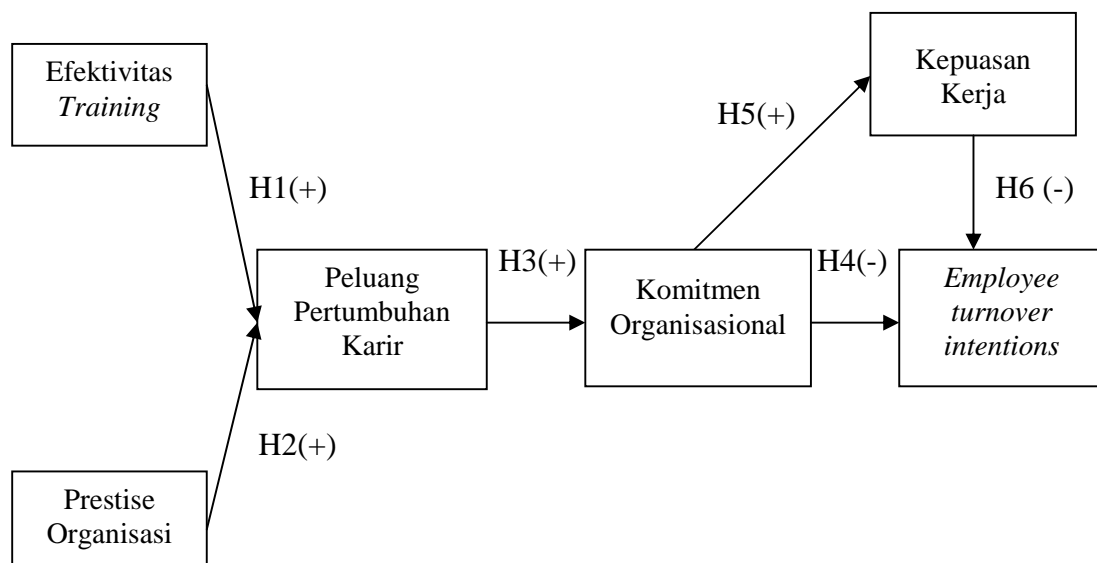 Efektivitas
Training
Kepuasan
Kerja
H5(+)
H1(+)
H6 (-)
H3(+)
H4(-)
Peluang
Pertumbuhan
Karir
Komitmen
Organisasional
Employee
turnover
intentions
H2(+)
Prestise
Organisasi